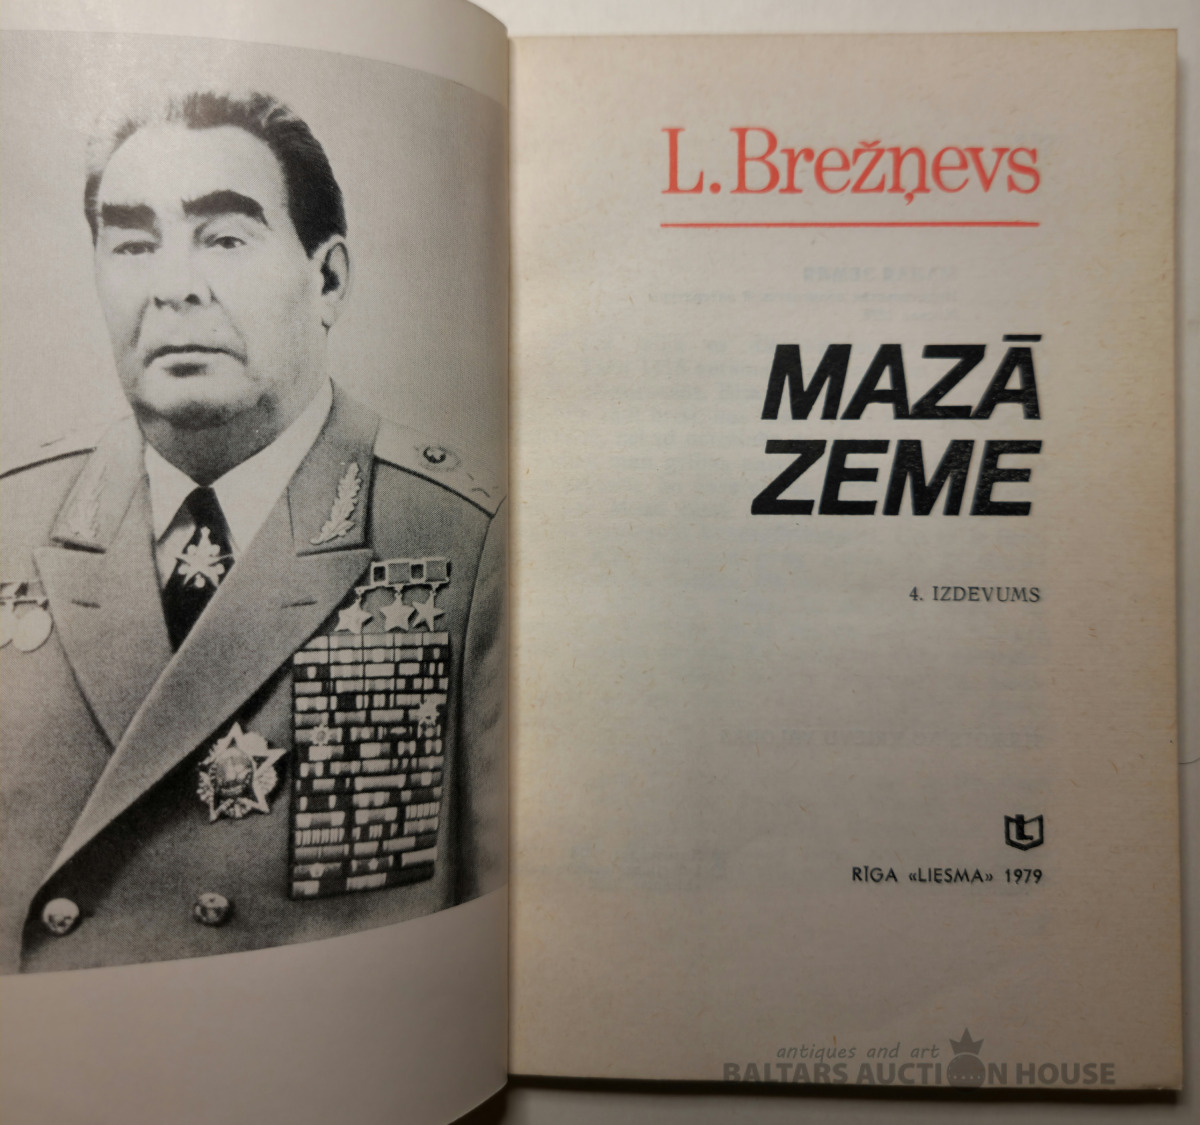 L. Brežņevs
MAZĀ
ZEME
4. IZDEVUMS
RĪGA «LIESMA» 1979
antiques and art
BALTARS AUCTION HOUSE